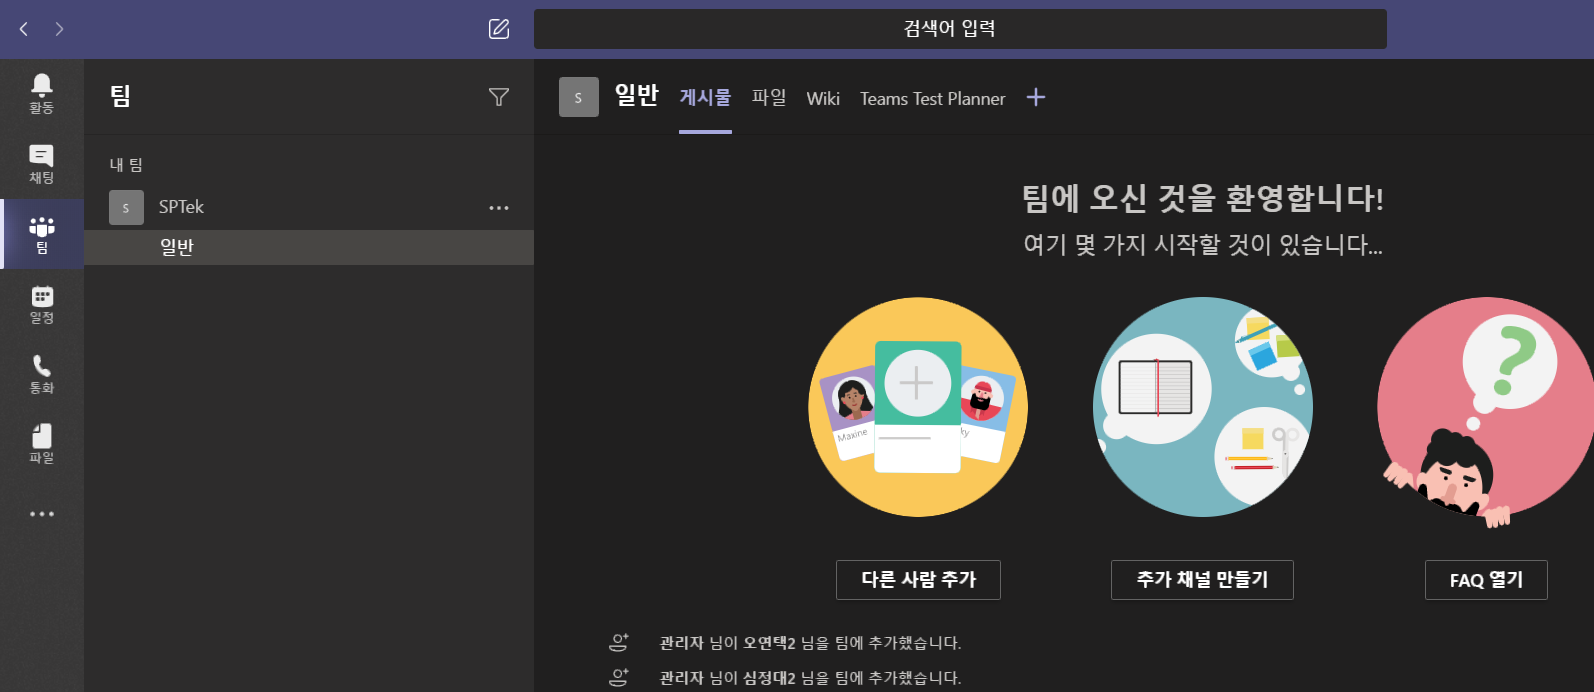 검색어 입력
활동
채팅
팀
일정
통화
파일
팀
내 팀
s SPTek
일반
s 일반 게시물 파일 Wiki Teams Test Planner
팀에 오신 것을 환영합니다!
여기 몇 가지 시작할 것이 있습니다...
Maxine
ky
다른 사람 추가
추가 채널 만들기
FAQ 열기
관리자 님이 오연택2 님을 팀에 추가했습니다.
관리자 님이 심정대2 님을 팀에 추가했습니다.